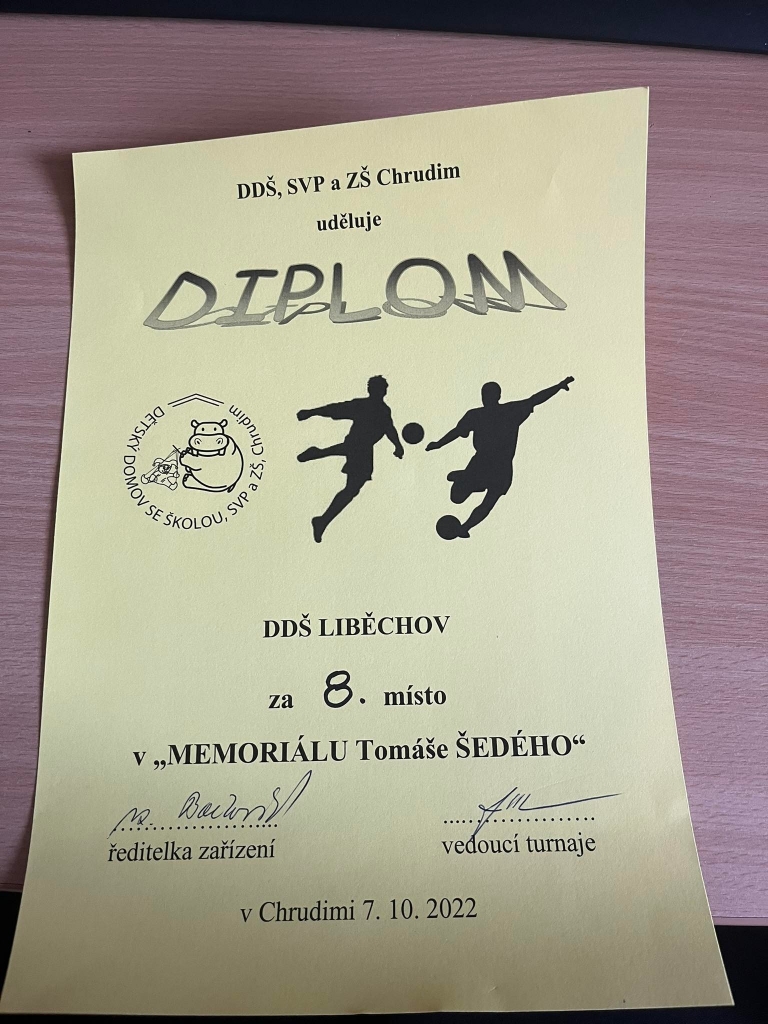 DDŠ, SVP a ZŠ Chrudim
uděluje
DIPLOM
DĚTSKÝ DOMOV SE ŠKOLOU, SVP a ZŠ, Chrudim
DDŠ LIBĚCHOV
za 8. místo
v „MEMORIÁLU Tomáše ŠEDÉHO“
ředitelka zařízení
vedoucí turnaje
v Chrudimi 7. 10. 2022